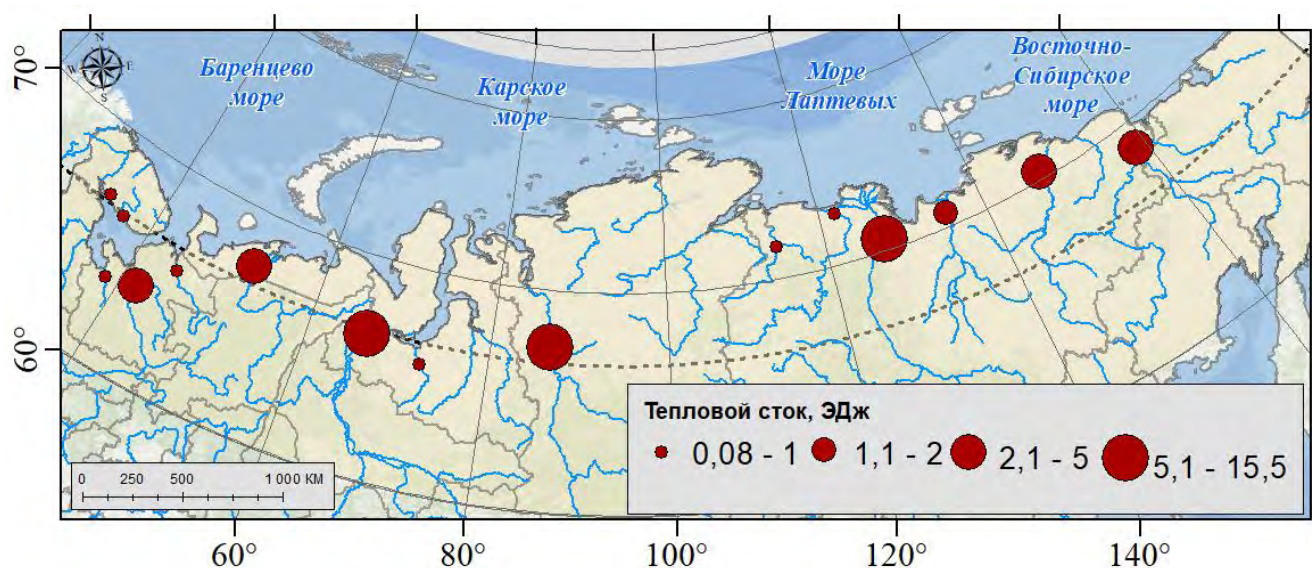 N
W E
S
70°
60°
Баренцево
море
Карское
море
Море
Лаптевых
Восточно-
Сибирское
море
Тепловой сток, ЭДж
0,08 - 1 1,1 - 2 2,1 - 5 5,1 - 15,5
0 250 500 1 000 КМ
60° 80° 100° 120° 140°